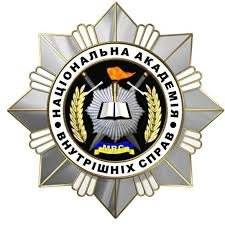 НАЦІОНАЛЬНА АКАДЕМІЯ
ВНУТРІШНІХ СПРАВ
МВС